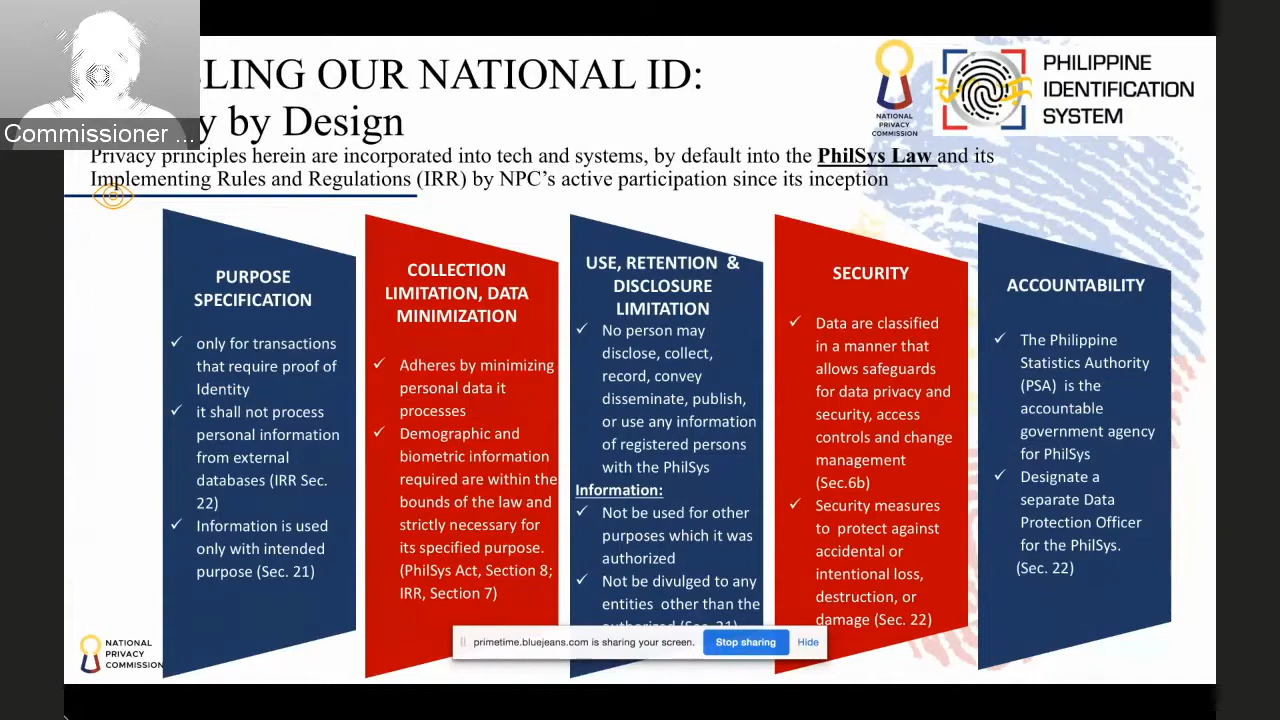 LING OUR NATIONAL ID:
y by Design
Commissioner ...
NATIONAL
PRIVACY
COMMISSION
PHILIPPINE
IDENTIFICATION
SYSTEM
Privacy principles herein are incorporated into tech and systems, by default into the PhilSys Law and its
Implementing Rules and Regulations (IRR) by NPC's active participation since its inception
PURPOSE
SPECIFICATION
✓ only for transactions
that require proof of
Identity
✓ it shall not process
personal information
from external
databases (IRR Sec.
22)
✓ Information is used
only with intended
purpose (Sec. 21)
COLLECTION
LIMITATION, DATA
MINIMIZATION
✓ Adheres by minimizing
personal data it
processes
✓ Demographic and
biometric information
required are within the
bounds of the law and
strictly necessary for
its specified purpose.
(PhilSys Act, Section 8;
IRR, Section 7)
USE, RETENTION &
DISCLOSURE
LIMITATION
✓ No person may
disclose, collect,
record, convey
disseminate, publish,
or use any information
of registered persons
with the PhilSys
Information:
✓ Not be used for other
purposes which it was
authorized
✓ Not be divulged to any
entities other than the
authorized (Sec. 21)
SECURITY
✓ Data are classified
in a manner that
allows safeguards
for data privacy and
security, access
controls and change
management
(Sec.6b)
✓ Security measures
to protect against
accidental or
intentional loss,
destruction, or
damage (Sec. 22)
ACCOUNTABILITY
✓ The Philippine
Statistics Authority
(PSA) is the
accountable
government agency
for PhilSys
✓ Designate a
separate Data
Protection Officer
for the PhilSys.
(Sec. 22)
NATIONAL
PRIVACY
COMMISSION
primetime.bluejeans.com is sharing your screen. Stop sharing Hide